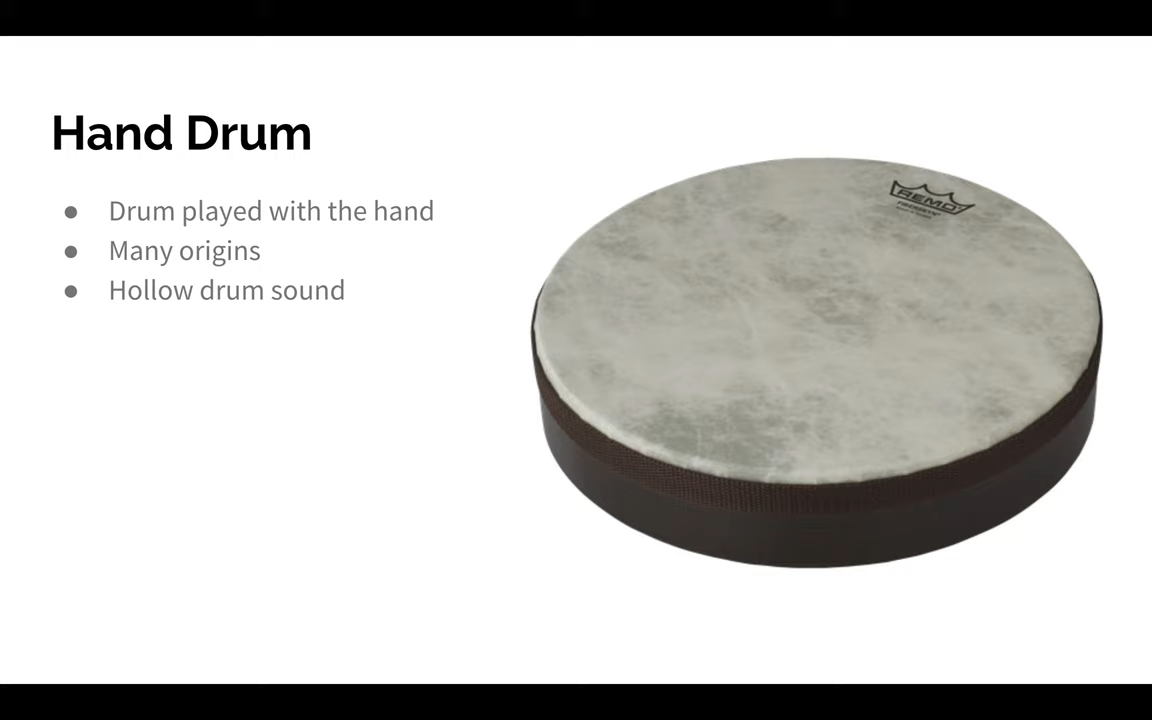 Hand Drum
● Drum played with the hand
● Many origins
● Hollow drum sound
REMO